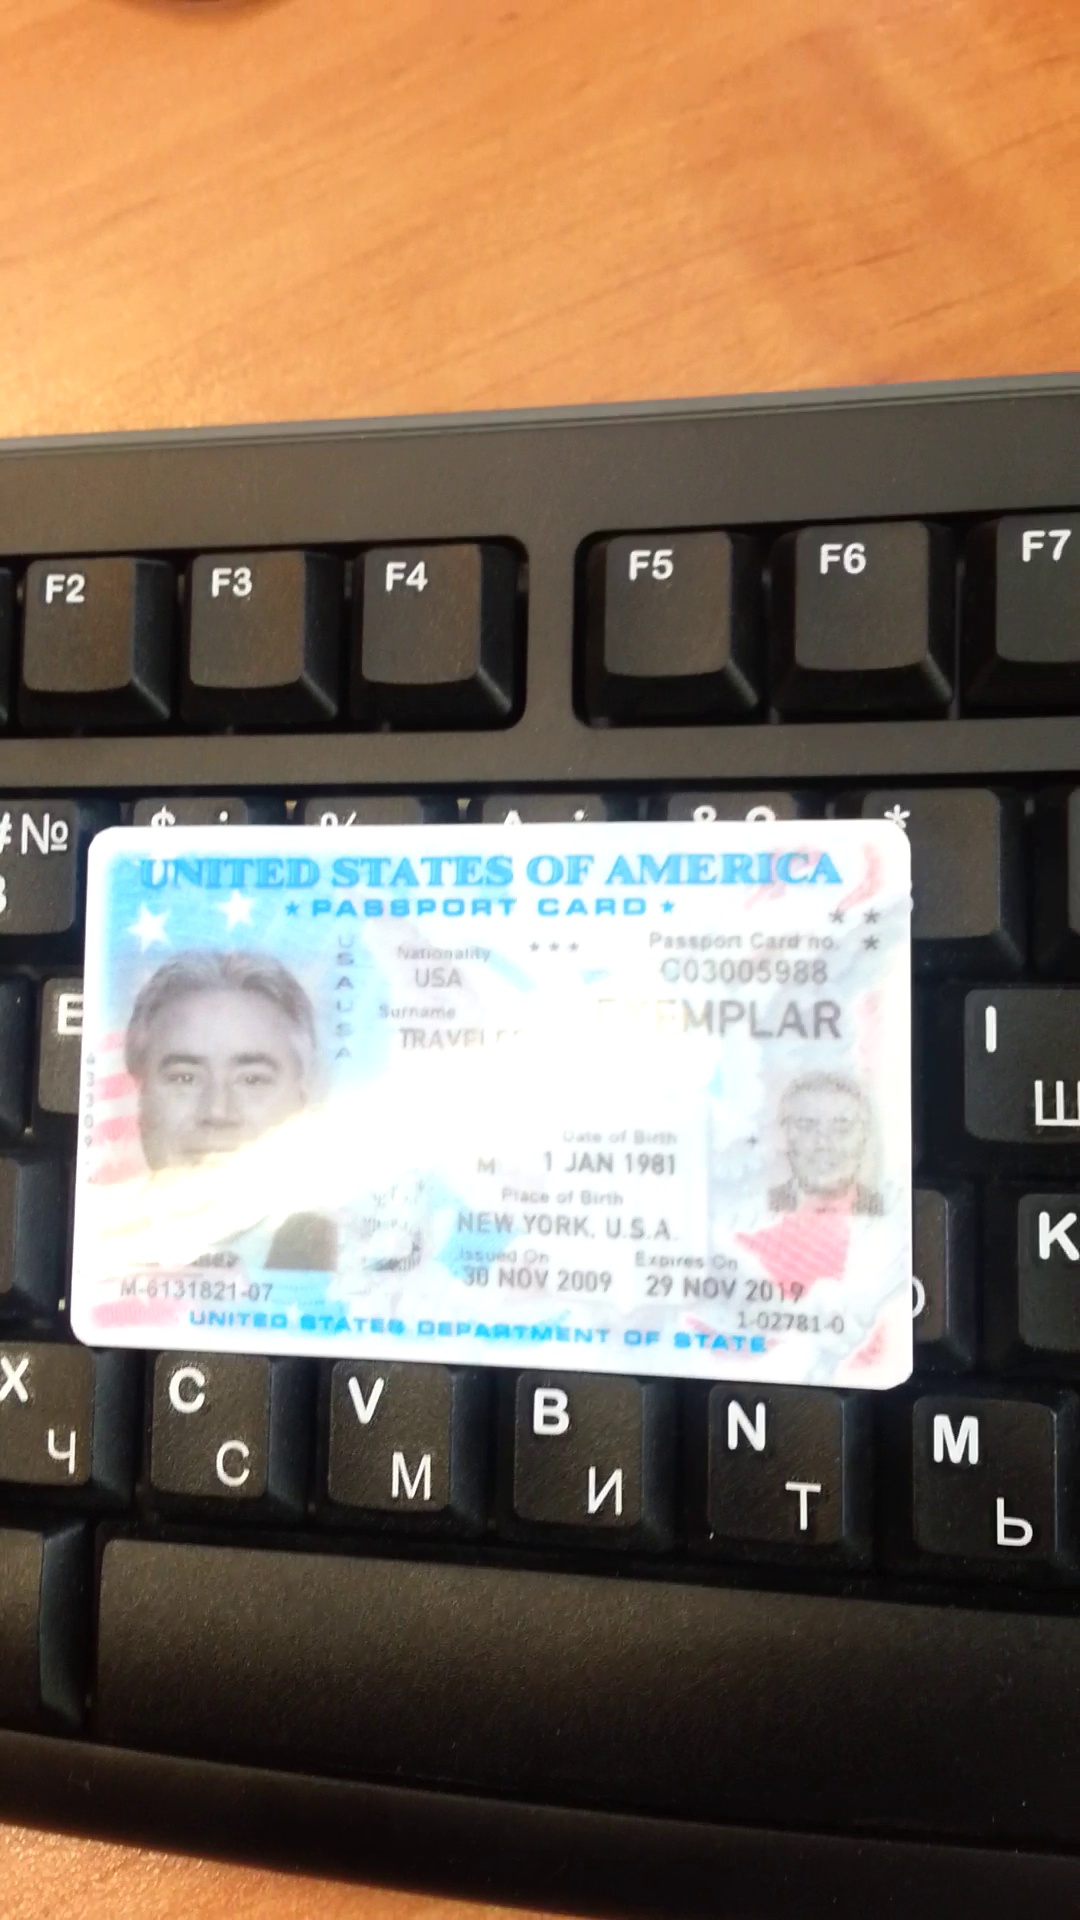 F2 F3 F4 F5 F6 F7
#№ $ % ^ & *
UNITED STATES OF AMERICA
★ PASSPORT CARD ★
USAUSA
Nationality
USA
***
Passport Card no.
C03005988
Surname
EMPLAR
Date of Birth
M 1 JAN 1981
Place of Birth
NEW YORK, U.S.A.
Issued On Expires On
30 NOV 2009 29 NOV 2019
M-6131821-07
1-02781-0
UNITED STATES DEPARTMENT OF STATE
E
I Ш
K
X Ч C С V М B И N Т M Ь